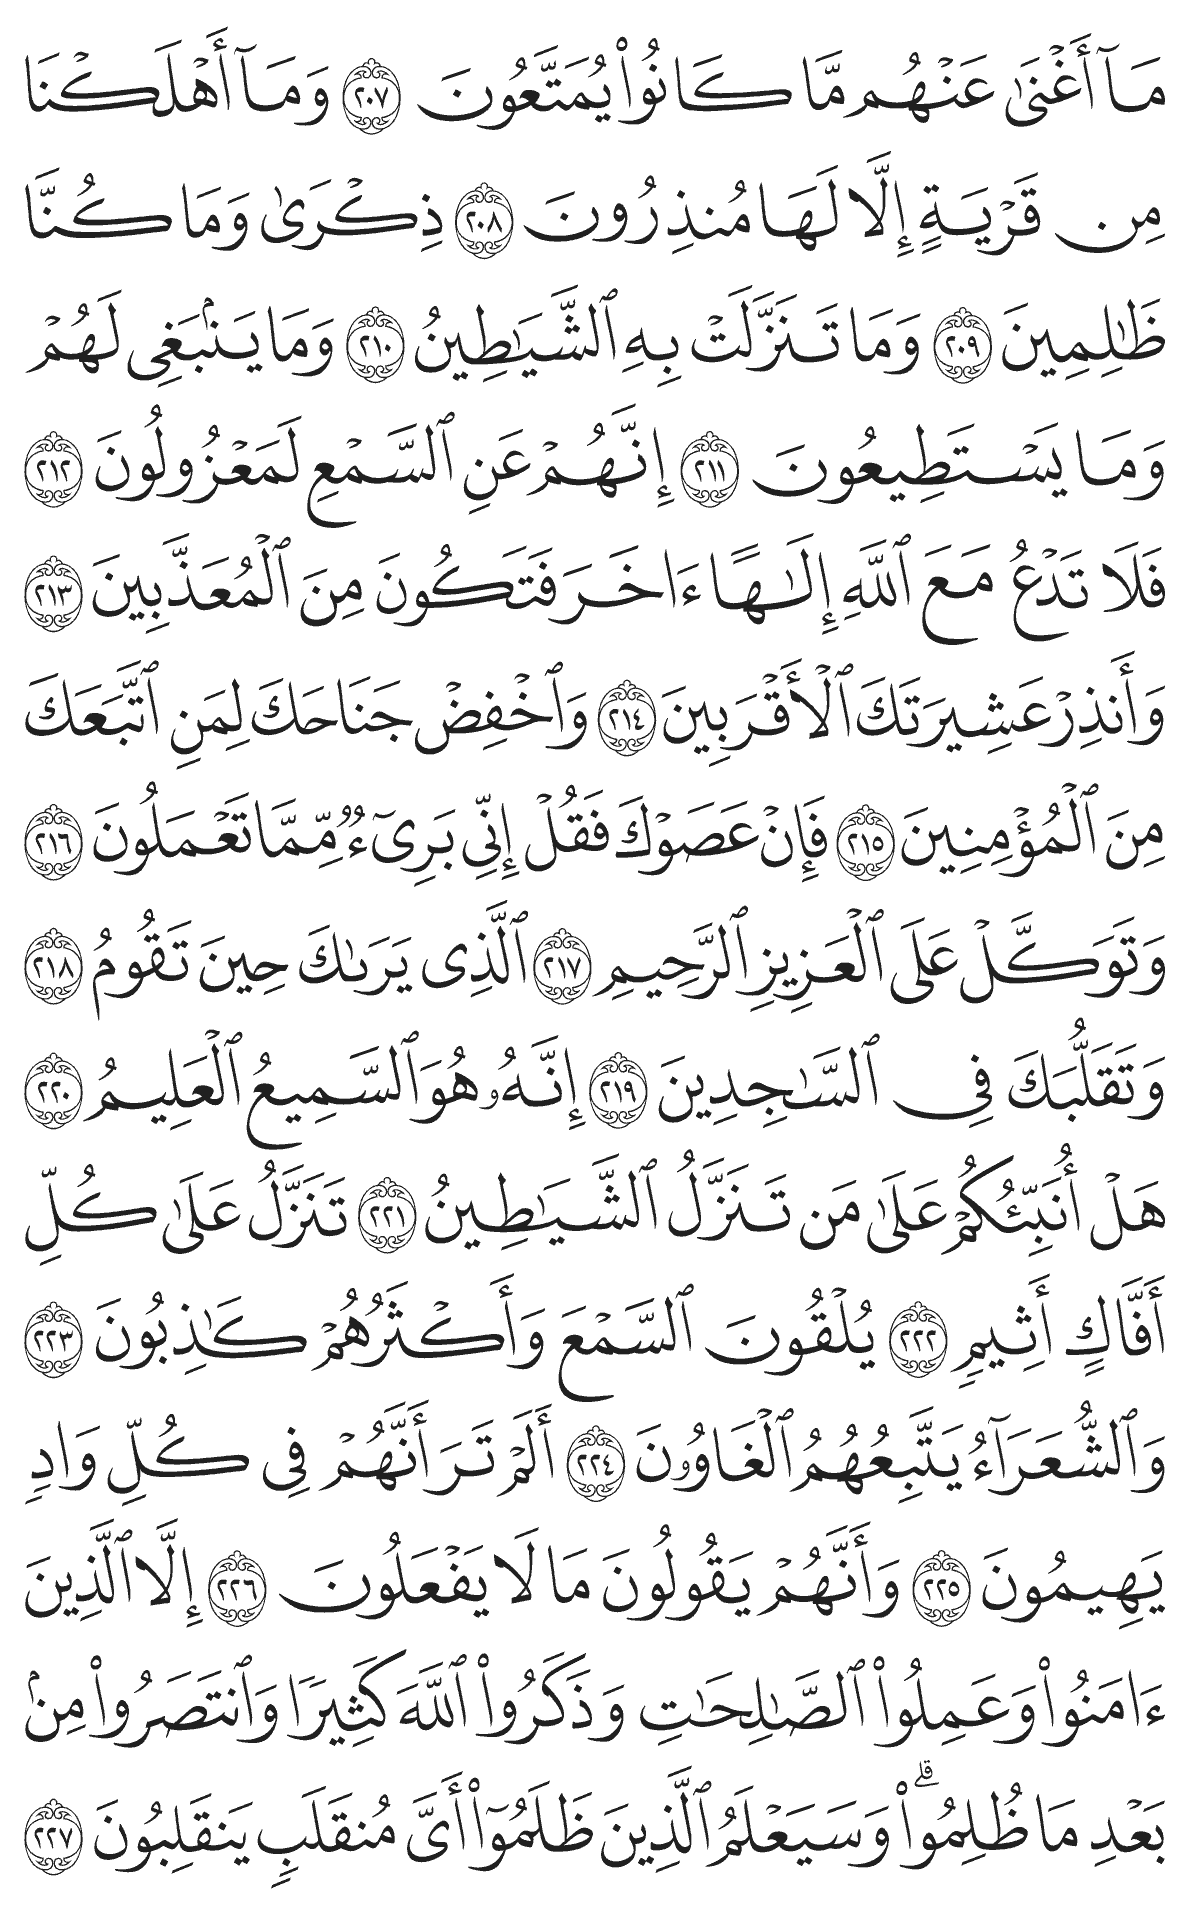 مَآ أَغْنَىٰ عَنْهُم مَّا كَانُوا۟ يُمَتَّعُونَ ٢٠٧ وَمَآ أَهْلَكْنَا
مِن قَرْيَةٍ إِلَّا لَهَا مُنذِرُونَ ٢٠٨ ذِكْرَىٰ وَمَا كُنَّا
ظَـٰلِمِينَ ٢٠٩ وَمَا تَنَزَّلَتْ بِهِ ٱلشَّيَـٰطِينُ ٢١٠ وَمَا يَنۢبَغِى لَهُمْ
وَمَا يَسْتَطِيعُونَ ٢١١ إِنَّهُمْ عَنِ ٱلسَّمْعِ لَمَعْزُولُونَ ٢١٢
فَلَا تَدْعُ مَعَ ٱللَّهِ إِلَـٰهًا ءَاخَرَ فَتَكُونَ مِنَ ٱلْمُعَذَّبِينَ ٢١٣
وَأَنذِرْ عَشِيرَتَكَ ٱلْأَقْرَبِينَ ٢١٤ وَٱخْفِضْ جَنَاحَكَ لِمَنِ ٱتَّبَعَكَ
مِنَ ٱلْمُؤْمِنِينَ ٢١٥ فَإِنْ عَصَوْكَ فَقُلْ إِنِّى بَرِىٓءٌ مِّمَّا تَعْمَلُونَ ٢١٦
وَتَوَكَّلْ عَلَى ٱلْعَزِيزِ ٱلرَّحِيمِ ٢١٧ ٱلَّذِى يَرَىٰكَ حِينَ تَقُومُ ٢١٨
وَتَقَلُّبَكَ فِى ٱلسَّـٰجِدِينَ ٢١٩ إِنَّهُۥ هُوَ ٱلسَّمِيعُ ٱلْعَلِيمُ ٢٢٠
هَلْ أُنَبِّئُكُمْ عَلَىٰ مَن تَنَزَّلُ ٱلشَّيَـٰطِينُ ٢٢١ تَنَزَّلُ عَلَىٰ كُلِّ
أَفَّاكٍ أَثِيمٍ ٢٢٢ يُلْقُونَ ٱلسَّمْعَ وَأَكْثَرُهُمْ كَـٰذِبُونَ ٢٢٣
وَٱلشُّعَرَآءُ يَتَّبِعُهُمُ ٱلْغَاوُۥنَ ٢٢٤ أَلَمْ تَرَ أَنَّهُمْ فِى كُلِّ وَادٍ
يَهِيمُونَ ٢٢٥ وَأَنَّهُمْ يَقُولُونَ مَا لَا يَفْعَلُونَ ٢٢٦ إِلَّا ٱلَّذِينَ
ءَامَنُوا۟ وَعَمِلُوا۟ ٱلصَّـٰلِحَـٰتِ وَذَكَرُوا۟ ٱللَّهَ كَثِيرًا وَٱنتَصَرُوا۟ مِنۢ
بَعْدِ مَا ظُلِمُوا۟ ۗ وَسَيَعْلَمُ ٱلَّذِينَ ظَلَمُوٓا۟ أَىَّ مُنقَلَبٍ يَنقَلِبُونَ ٢٢٧